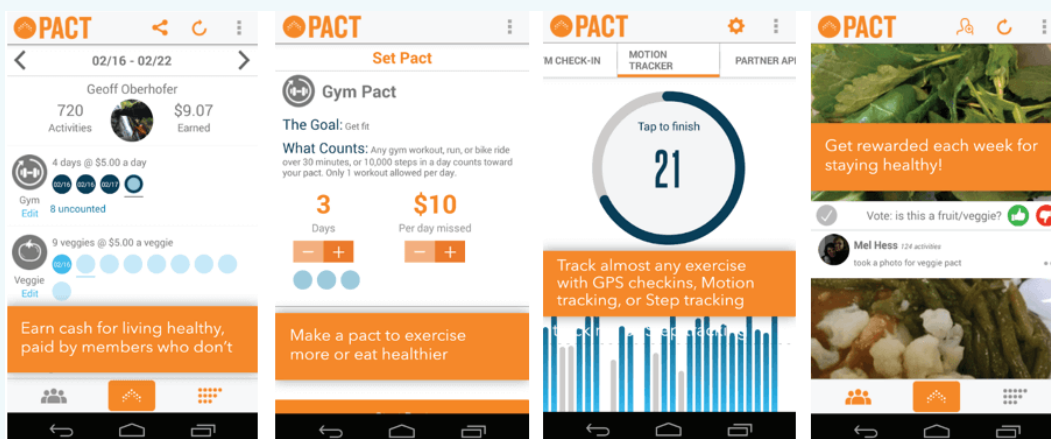 PACT
02/16 - 02/22
Geoff Oberhofer
720
Activities
$9.07
Earned
4 days @ $5.00 a day
02/16 02/16 02/17
8 uncounted
Gym
Edit
9 veggies @ $5.00 a veggie
02/16
Veggie
Edit
Earn cash for living healthy,
paid by members who don't
PACT
Set Pact
Gym Pact
The Goal: Get fit
What Counts: Any gym workout, run, or bike ride
over 30 minutes, or 10,000 steps in a day counts toward
your pact. Only 1 workout allowed per day.
3
Days
$10
Per day missed
- +
- +
Make a pact to exercise
more or eat healthier
PACT
M CHECK-IN
MOTION
TRACKER
PARTNER AP
Tap to finish
21
Track almost any exercise
with GPS checkins, Motion
tracking, or Step tracking
PACT
Get rewarded each week for
staying healthy!
Vote: is this a fruit/veggie?
Mel Hess 124 activities
took a photo for veggie pact